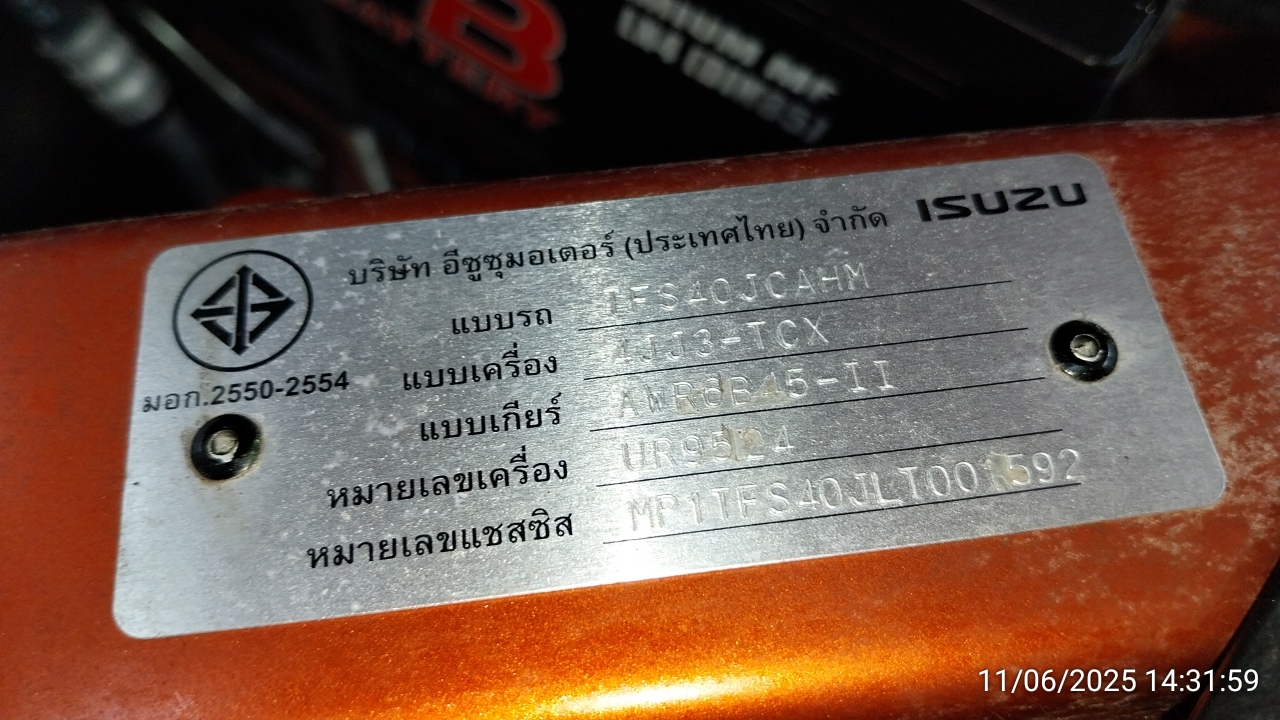 B
BATTERY
บริษัท อีซูซุมอเตอร์ (ประเทศไทย) จำกัด ISUZU
แบบรถ TFS40JCAHM
แบบเครื่อง 4JJ3-TCX
มอก.2550-2554
แบบเกียร์ AWR6B45-II
หมายเลขเครื่อง UR9524
หมายเลขแชสซิส MP1TFS40JLT001592
11/06/2025 14:31:59